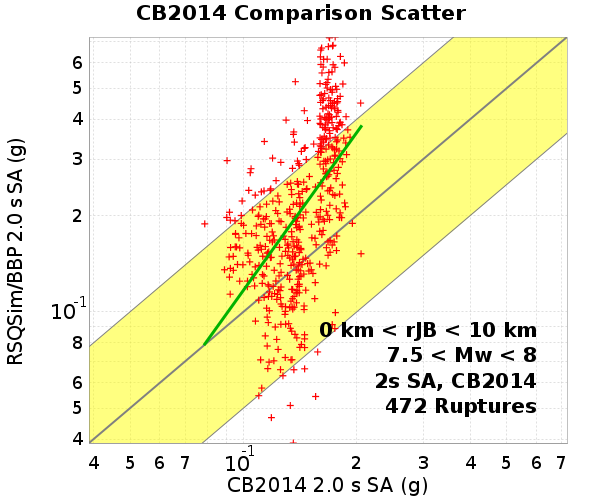 CB2014 Comparison Scatter
RSQSim/BBP 2.0 s SA (g)
6
5
4
3
2
10-1
8
6
5
4
0 km < rJB < 10 km
7.5 < Mw < 8
2s SA, CB2014
472 Ruptures
4 5 6 7 10-1 2 3 4 5 6 7
CB2014 2.0 s SA (g)